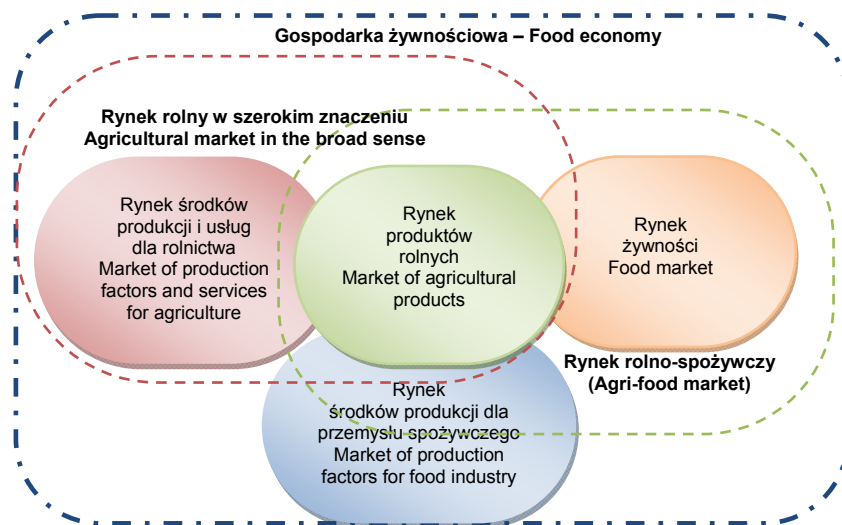 Gospodarka żywnościowa – Food economy
Rynek rolny w szerokim znaczeniu
Agricultural market in the broad sense
Rynek środków
produkcji i usług
dla rolnictwa
Market of production
factors and services
for agriculture
Rynek
produktów
rolnych
Market of agricultural
products
Rynek
żywności
Food market
Rynek rolno-spożywczy
(Agri-food market)
Rynek
środków produkcji dla
przemysłu spożywczego
Market of production
factors for food industry